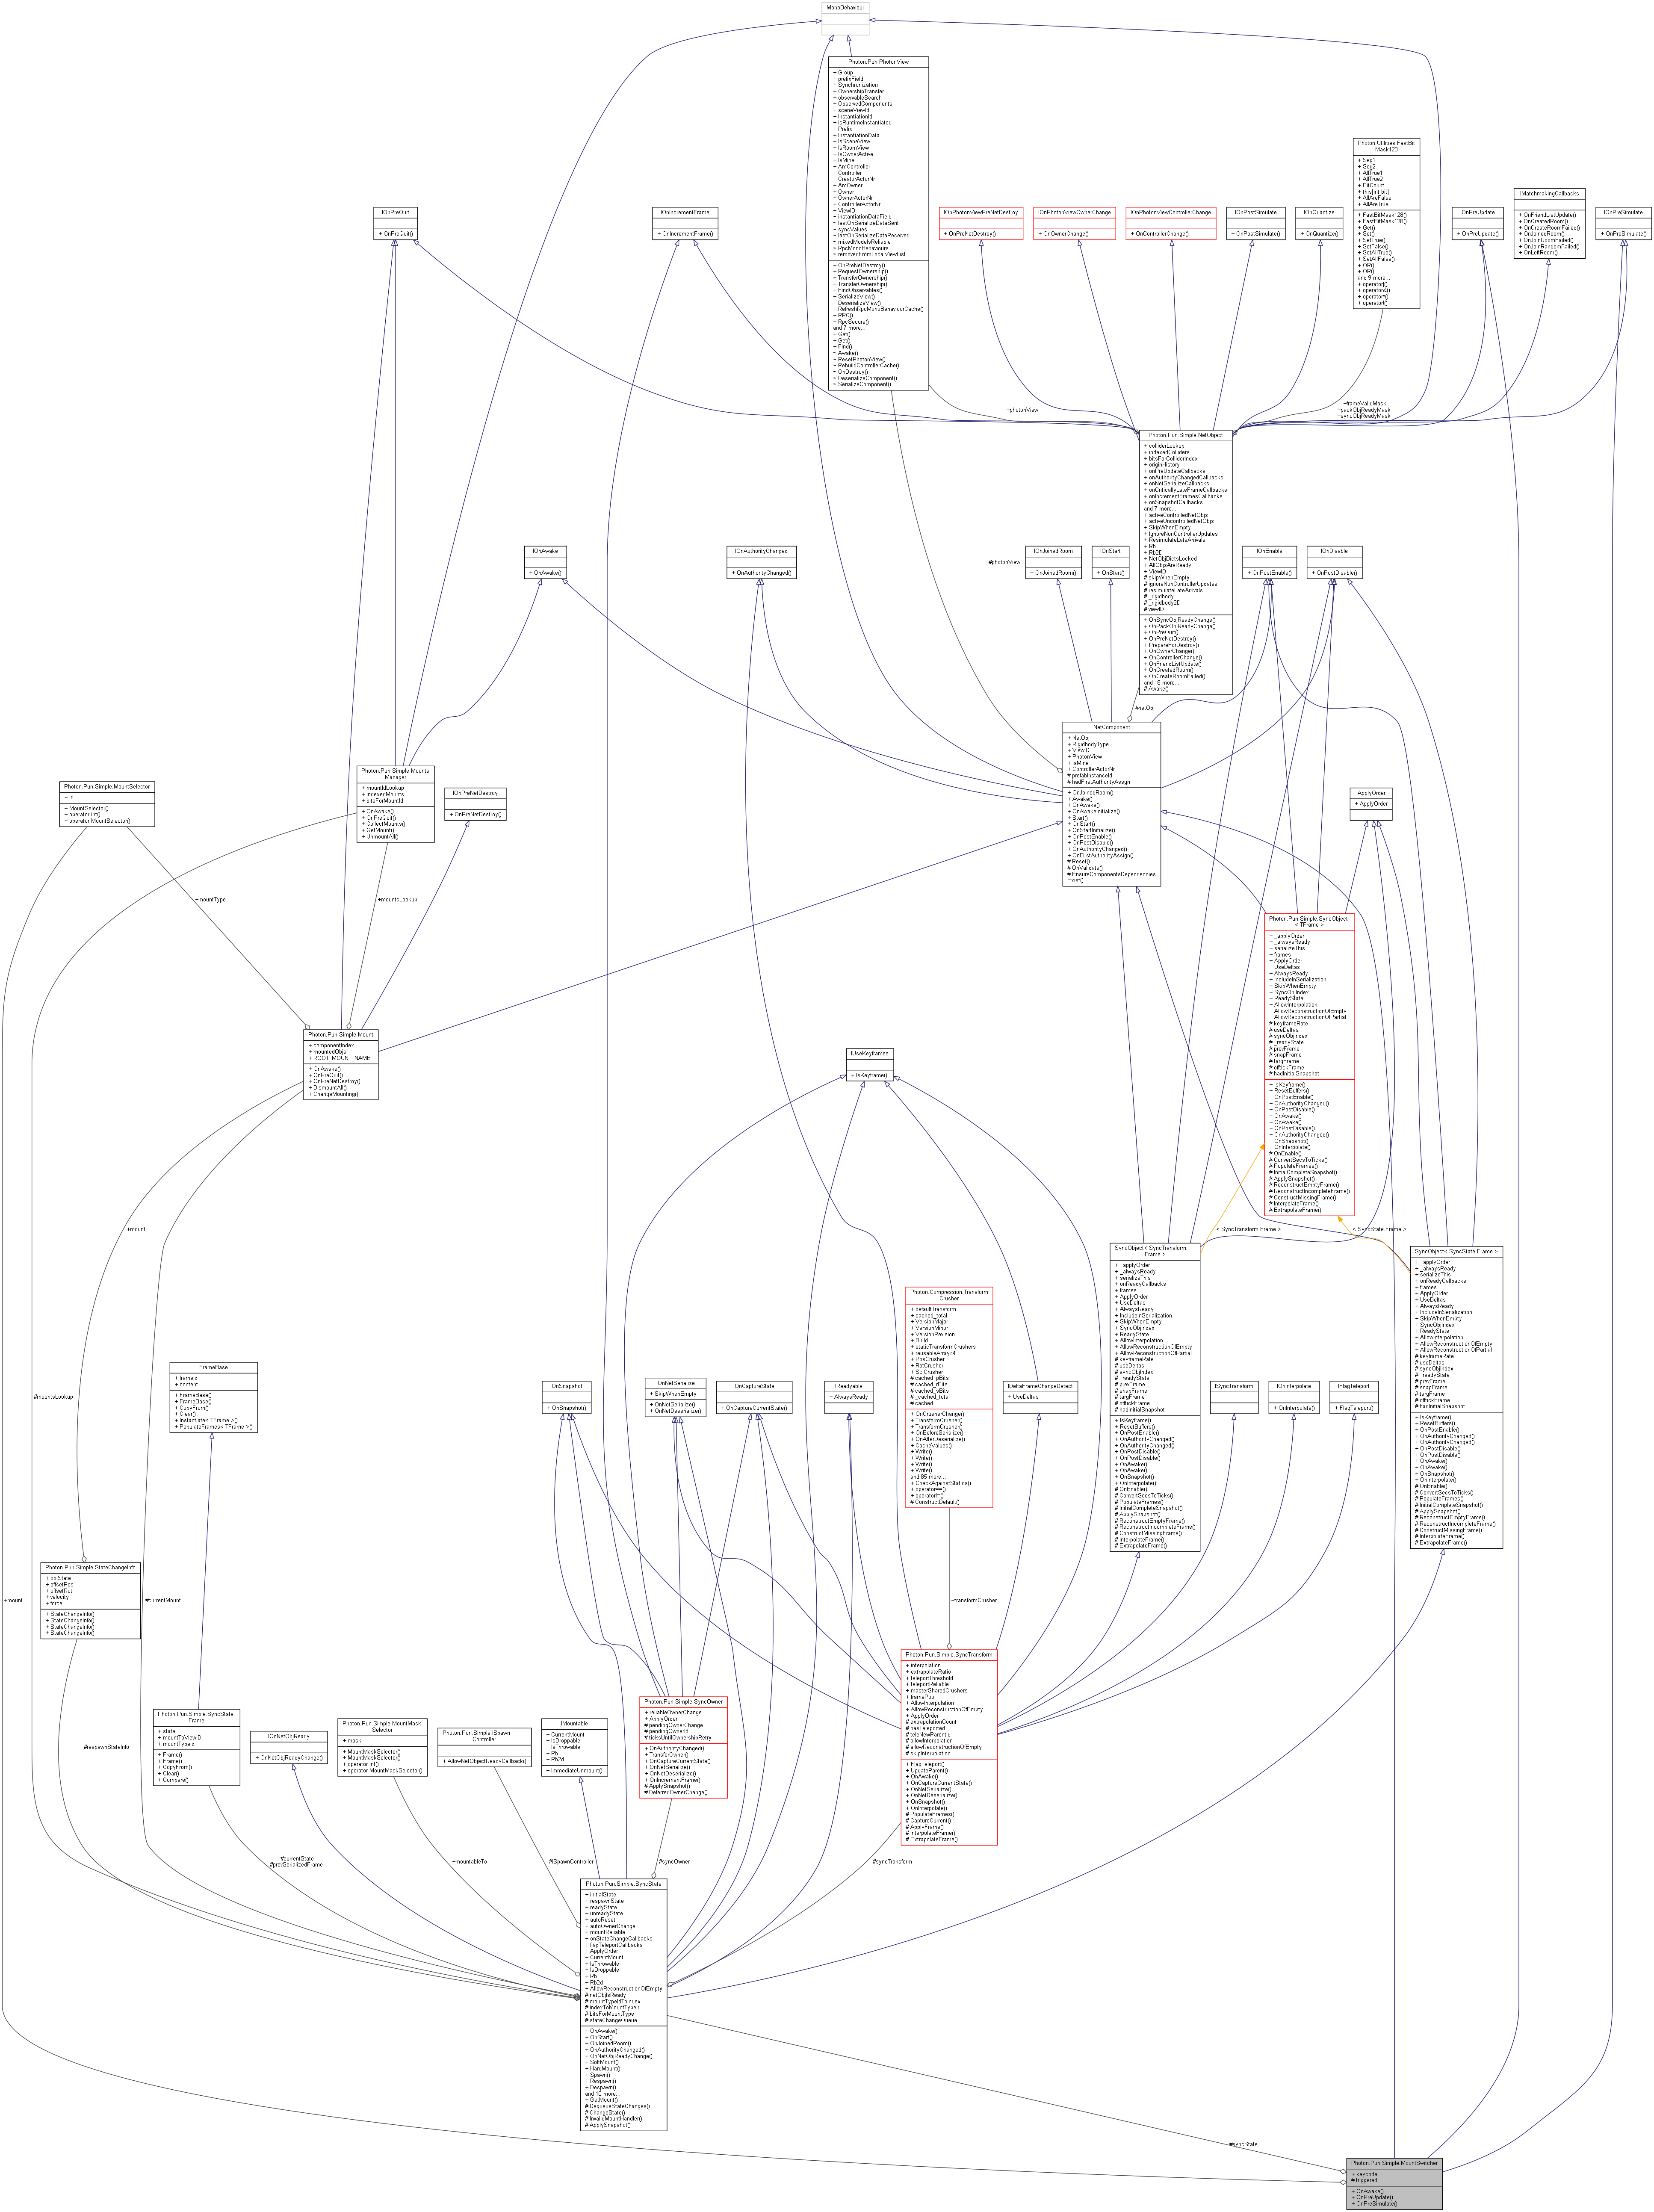 MonoBehaviour
Photon.Pun.PhotonView
+ Group
+ prefixField
+ Synchronization
+ OwnershipTransfer
+ observableSearch
+ ObservedComponents
+ sceneViewId
+ InstantiationId
+ isRuntimeInstantiated
+ Prefix
+ InstantiationData
+ IsSceneView
+ IsRoomView
+ IsOwnerActive
+ IsMine
+ AmController
+ Controller
+ CreatorActorNr
+ AmOwner
+ Owner
+ OwnerActorNr
+ ControllerActorNr
+ ViewID
~ instantiationDataField
~ lastOnSerializeDataSent
~ syncValues
~ lastOnSerializeDataReceived
~ mixedModeIsReliable
~ RpcMonoBehaviours
~ removedFromLocalViewList
+ OnPreNetDestroy()
+ RequestOwnership()
+ TransferOwnership()
+ TransferOwnership()
+ FindObservables()
+ SerializeView()
+ DeserializeView()
+ RefreshRpcMonoBehaviourCache()
+ RPC()
+ RpcSecure()
and 7 more...
+ Get()
+ Get()
+ Find()
~ Awake()
~ ResetPhotonView()
~ RebuildControllerCache()
~ OnDestroy()
~ DeserializeComponent()
~ SerializeComponent()
Photon.Utilities.FastBit
Mask128
+ Seg1
+ Seg2
+ AllTrue1
+ AllTrue2
+ BitCount
+ this[int bit]
+ AllAreFalse
+ AllAreTrue
+ FastBitMask128()
+ FastBitMask128()
+ Get()
+ Set()
+ SetTrue()
+ SetFalse()
+ SetAllTrue()
+ SetAllFalse()
+ OR()
+ OR()
and 9 more...
+ operator|()
+ operator&()
+ operator^()
+ operator!()
IOnPreQuit
+ OnPreQuit()
IOnIncrementFrame
+ OnIncrementFrame()
IOnPhotonViewPreNetDestroy
+ OnPreNetDestroy()
IOnPhotonViewOwnerChange
+ OnOwnerChange()
IOnPhotonViewControllerChange
+ OnControllerChange()
IOnPostSimulate
+ OnPostSimulate()
IOnQuantize
+ OnQuantize()
IOnPreUpdate
+ OnPreUpdate()
IMatchmakingCallbacks
+ OnFriendListUpdate()
+ OnCreatedRoom()
+ OnCreateRoomFailed()
+ OnJoinedRoom()
+ OnJoinRoomFailed()
+ OnJoinRandomFailed()
+ OnLeftRoom()
IOnPreSimulate
+ OnPreSimulate()
+photonView
+frameValidMask
+packObjReadyMask
+syncObjReadyMask
Photon.Pun.Simple.NetObject
+ colliderLookup
+ indexedColliders
+ bitsForColliderIndex
+ originHistory
+ onPreUpdateCallbacks
+ onAuthorityChangedCallbacks
+ onNetSerializeCallbacks
+ onCriticallyLateFrameCallbacks
+ onIncrementFramesCallbacks
+ onSnapshotCallbacks
and 7 more...
+ activeControlledNetObjs
+ activeUncontrolledNetObjs
+ SkipWhenEmpty
+ IgnoreNonControllerUpdates
+ ResimulateLateArrivals
+ Rb
+ Rb2D
+ NetObjDictsLocked
+ AllObjsAreReady
+ ViewID
# skipWhenEmpty
# ignoreNonControllerUpdates
# resimulateLateArrivals
# _rigidbody
# _rigidbody2D
# viewID
+ OnSyncObjReadyChange()
+ OnPackObjReadyChange()
+ OnPreQuit()
+ OnPreNetDestroy()
+ PrepareForDestroy()
+ OnOwnerChange()
+ OnControllerChange()
+ OnFriendListUpdate()
+ OnCreatedRoom()
+ OnCreateRoomFailed()
and 18 more...
# Awake()
IOnAwake
+ OnAwake()
IOnAuthorityChanged
+ OnAuthorityChanged()
#photonView
IOnJoinedRoom
+ OnJoinedRoom()
IOnStart
+ OnStart()
IOnEnable
+ OnPostEnable()
IOnDisable
+ OnPostDisable()
#netObj
NetComponent
+ NetObj
+ RigidbodyType
+ ViewID
+ PhotonView
+ IsMine
+ ControllerActorNr
# prefabInstanceId
# hadFirstAuthorityAssgn
+ OnJoinedRoom()
+ Awake()
+ OnAwake()
+ OnAwakeInitialize()
+ Start()
+ OnStart()
+ OnStartInitialize()
+ OnPostEnable()
+ OnPostDisable()
+ OnAuthorityChanged()
+ OnFirstAuthorityAssign()
# Reset()
# OnValidate()
# EnsureComponentsDependencies
Exist()
Photon.Pun.Simple.MountSelector
+ id
+ MountSelector()
+ operator int()
+ operator MountSelector()
Photon.Pun.Simple.Mounts
Manager
+ mountIdLookup
+ indexedMounts
+ bitsForMountId
+ OnAwake()
+ OnPreQuit()
+ CollectMounts()
+ GetMount()
+ UnmountAll()
IOnPreNetDestroy
+ OnPreNetDestroy()
IApplyOrder
+ ApplyOrder
+mountType
+mountsLookup
Photon.Pun.Simple.SyncObject
< TFrame >
+ _applyOrder
+ _alwaysReady
+ serializeThis
+ frames
+ ApplyOrder
+ UseDeltas
+ AlwaysReady
+ IncludeInSerialization
+ SkipWhenEmpty
+ SyncObjIndex
+ ReadyState
+ AllowInterpolation
+ AllowReconstructionOfEmpty
+ AllowReconstructionOfPartial
# keyframeRate
# useDeltas
# syncObjIndex
# _readyState
# prevFrame
# snapFrame
# targFrame
# offtickFrame
# hadInitialSnapshot
+ IsKeyframe()
+ ResetBuffers()
+ OnPostEnable()
+ OnAuthorityChanged()
+ OnPostDisable()
+ OnAwake()
+ OnAwake()
+ OnPostDisable()
+ OnAuthorityChanged()
+ OnSnapshot()
+ OnInterpolate()
# OnEnable()
# ConvertSecsToTicks()
# PopulateFrames()
# InitialCompleteSnapshot()
# ApplySnapshot()
# ReconstructEmptyFrame()
# ReconstructIncompleteFrame()
# ConstructMissingFrame()
# InterpolateFrame()
# ExtrapolateFrame()
Photon.Pun.Simple.Mount
+ componentIndex
+ mountedObjs
+ ROOT_MOUNT_NAME
+ OnAwake()
+ OnPreQuit()
+ OnPreNetDestroy()
+ DismountAll()
+ ChangeMounting()
IUseKeyframes
+ IsKeyframe()
+mount
< SyncTransform.Frame >
< SyncState.Frame >
SyncObject< SyncTransform.
Frame >
+ _applyOrder
+ _alwaysReady
+ serializeThis
+ onReadyCallbacks
+ frames
+ ApplyOrder
+ UseDeltas
+ AlwaysReady
+ IncludeInSerialization
+ SkipWhenEmpty
+ SyncObjIndex
+ ReadyState
+ AllowInterpolation
+ AllowReconstructionOfEmpty
+ AllowReconstructionOfPartial
# keyframeRate
# useDeltas
# syncObjIndex
# _readyState
# prevFrame
# snapFrame
# targFrame
# offtickFrame
# hadInitialSnapshot
+ IsKeyframe()
+ ResetBuffers()
+ OnPostEnable()
+ OnAuthorityChanged()
+ OnAuthorityChanged()
+ OnPostDisable()
+ OnPostDisable()
+ OnAwake()
+ OnAwake()
+ OnSnapshot()
+ OnInterpolate()
# OnEnable()
# ConvertSecsToTicks()
# PopulateFrames()
# InitialCompleteSnapshot()
# ApplySnapshot()
# ReconstructEmptyFrame()
# ReconstructIncompleteFrame()
# ConstructMissingFrame()
# InterpolateFrame()
# ExtrapolateFrame()
SyncObject< SyncState.Frame >
+ _applyOrder
+ _alwaysReady
+ serializeThis
+ onReadyCallbacks
+ frames
+ ApplyOrder
+ UseDeltas
+ AlwaysReady
+ IncludeInSerialization
+ SkipWhenEmpty
+ SyncObjIndex
+ ReadyState
+ AllowInterpolation
+ AllowReconstructionOfEmpty
+ AllowReconstructionOfPartial
# keyframeRate
# useDeltas
# syncObjIndex
# _readyState
# prevFrame
# snapFrame
# targFrame
# offtickFrame
# hadInitialSnapshot
+ IsKeyframe()
+ ResetBuffers()
+ OnPostEnable()
+ OnAuthorityChanged()
+ OnAuthorityChanged()
+ OnPostDisable()
+ OnPostDisable()
+ OnAwake()
+ OnAwake()
+ OnSnapshot()
+ OnInterpolate()
# OnEnable()
# ConvertSecsToTicks()
# PopulateFrames()
# InitialCompleteSnapshot()
# ApplySnapshot()
# ReconstructEmptyFrame()
# ReconstructIncompleteFrame()
# ConstructMissingFrame()
# InterpolateFrame()
# ExtrapolateFrame()
Photon.Compression.Transform
Crusher
+ defaultTransform
+ cached_total
+ VersionMajor
+ VersionMinor
+ VersionRevision
+ Build
+ staticTransformCrushers
+ reusableArray64
+ PosCrusher
+ RotCrusher
+ SclCrusher
# cached_pBits
# cached_rBits
# cached_sBits
# _cached_total
# cached
+ OnCrusherChange()
+ TransformCrusher()
+ TransformCrusher()
+ OnBeforeSerialize()
+ OnAfterDeserialize()
+ CacheValues()
+ Write()
+ Write()
+ Write()
+ Write()
and 85 more...
+ CheckAgainstStatics()
+ operator==()
+ operator!=()
# ConstructDefault()
FrameBase
+ frameId
+ content
+ FrameBase()
+ FrameBase()
+ CopyFrom()
+ Clear()
+ Instantiate< TFrame >()
+ PopulateFrames< TFrame >()
#mountsLookup
IOnSnapshot
+ OnSnapshot()
IOnNetSerialize
+ SkipWhenEmpty
+ OnNetSerialize()
+ OnNetDeserialize()
IOnCaptureState
+ OnCaptureCurrentState()
IReadyable
+ AlwaysReady
IDeltaFrameChangeDetect
+ UseDeltas
ISyncTransform
IOnInterpolate
+ OnInterpolate()
IFlagTeleport
+ FlagTeleport()
Photon.Pun.Simple.StateChangeInfo
+ objState
+ offsetPos
+ offsetRot
+ velocity
+ force
+ StateChangeInfo()
+ StateChangeInfo()
+ StateChangeInfo()
+ StateChangeInfo()
+mount
#currentMount
+transformCrusher
Photon.Pun.Simple.SyncTransform
+ interpolation
+ extrapolateRatio
+ teleportThreshold
+ teleportReliable
+ masterSharedCrushers
+ framePool
+ AllowInterpolation
+ AllowReconstructionOfEmpty
+ ApplyOrder
# extrapolationCount
# hasTeleported
# teleNewParentId
# allowInterpolation
# allowReconstructionOfEmpty
# skipInterpolation
+ FlagTeleport()
+ UpdateParent()
+ OnAwake()
+ OnCaptureCurrentState()
+ OnNetSerialize()
+ OnNetDeserialize()
+ OnSnapshot()
+ OnInterpolate()
# PopulateFrames()
# CaptureCurrent()
# ApplyFrame()
# InterpolateFrame()
# ExtrapolateFrame()
Photon.Pun.Simple.SyncOwner
+ reliableOwnerChange
+ ApplyOrder
# pendingOwnerChange
# pendingOwnerId
# ticksUntilOwnershipRetry
+ OnAuthorityChanged()
+ TransferOwner()
+ OnCaptureCurrentState()
+ OnNetSerialize()
+ OnNetDeserialize()
+ OnIncrementFrame()
# ApplySnapshot()
# DeferredOwnerChange()
#respawnStateInfo
Photon.Pun.Simple.SyncState.
Frame
+ state
+ mountToViewID
+ mountTypeId
+ Frame()
+ Frame()
+ CopyFrom()
+ Clear()
+ Compare()
IOnNetObjReady
+ OnNetObjReadyChange()
Photon.Pun.Simple.MountMask
Selector
+ mask
+ MountMaskSelector()
+ MountMaskSelector()
+ operator int()
+ operator MountMaskSelector()
Photon.Pun.Simple.ISpawn
Controller
+ AllowNetObjectReadyCallback()
IMountable
+ CurrentMount
+ IsDroppable
+ IsThrowable
+ Rb
+ Rb2d
+ ImmediateUnmount()
#currentState
#prevSerializedFrame
+mountableTo
#iSpawnController
#syncOwner
#syncTransform
Photon.Pun.Simple.SyncState
+ initialState
+ respawnState
+ readyState
+ unreadyState
+ autoReset
+ autoOwnerChange
+ mountReliable
+ onStateChangeCallbacks
+ flagTeleportCallbacks
+ ApplyOrder
+ CurrentMount
+ IsThrowable
+ IsDroppable
+ Rb
+ Rb2d
+ AllowReconstructionOfEmpty
# netObjIsReady
# mountTypeIdToIndex
# indexToMountTypeId
# bitsForMountType
# stateChangeQueue
+ OnAwake()
+ OnStart()
+ OnJoinedRoom()
+ OnAuthorityChanged()
+ OnNetObjReadyChange()
+ SoftMount()
+ HardMount()
+ Spawn()
+ Respawn()
+ Despawn()
and 10 more...
+ GetMount()
# DequeueStateChanges()
# ChangeState()
# InvalidMountHandler()
# ApplySnapshot()
#syncState
Photon.Pun.Simple.MountSwitcher
+ keycode
# triggered
+ OnAwake()
+ OnPreUpdate()
+ OnPreSimulate()